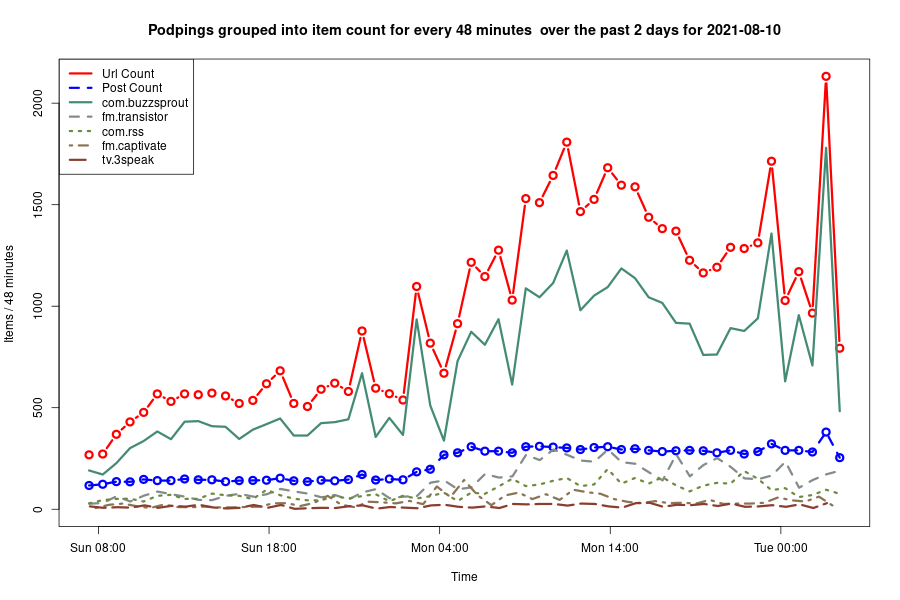 Podpings grouped into item count for every 48 minutes  over the past 2 days for 2021-08-10
Url Count
Post Count
com.buzzsprout
fm.transistor
com.rss
fm.captivate
tv.3speak
Items / 48 minutes
2000
1500
1000
500
0
Sun 08:00
Sun 18:00
Mon 04:00
Mon 14:00
Tue 00:00
Time